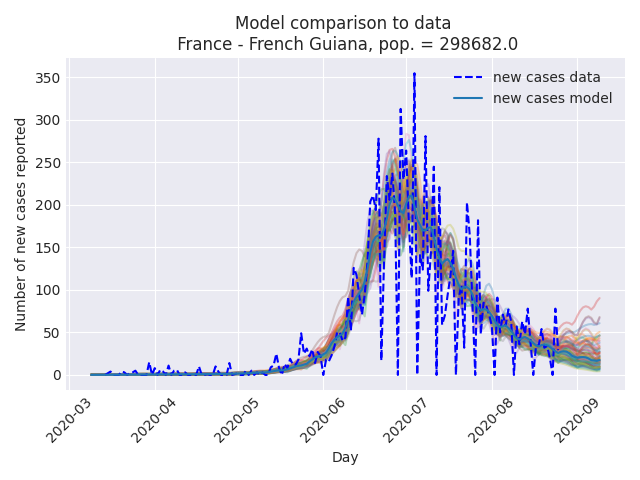 Model comparison to data
France - French Guiana, pop. = 298682.0
new cases data
new cases model
Number of new cases reported
350
300
250
200
150
100
50
0
2020-03
2020-04
2020-05
2020-06
2020-07
2020-08
2020-09
Day